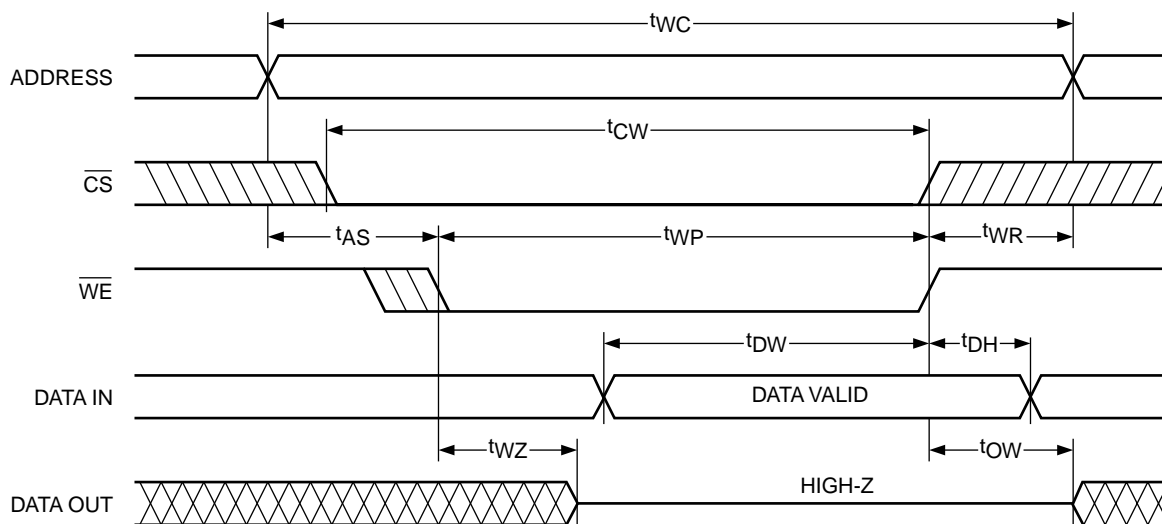 tWC
ADDRESS
tCW
CS
tAS
tWP
tWR
WE
tDW
tDH
DATA IN
DATA VALID
tWZ
tOW
DATA OUT
HIGH-Z